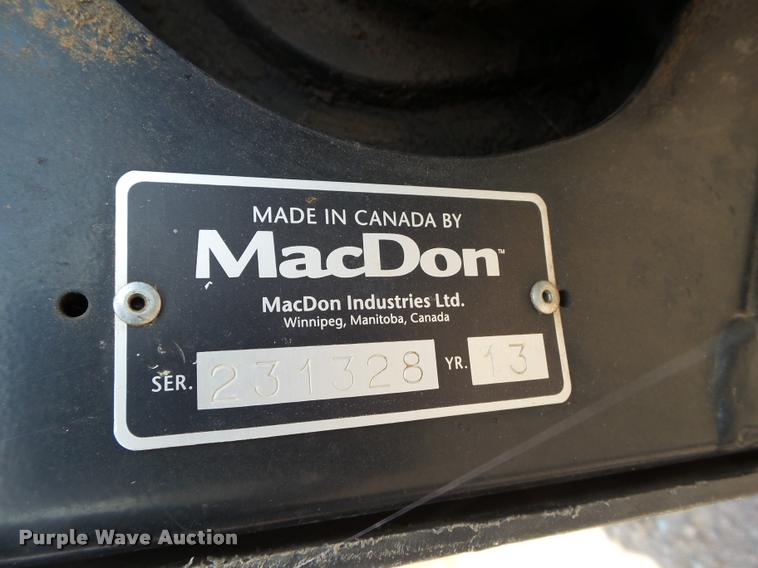 MADE IN CANADA BY
MacDon™
MacDon Industries Ltd.
Winnipeg, Manitoba, Canada
SER. 231328 YR. 13
Purple Wave Auction